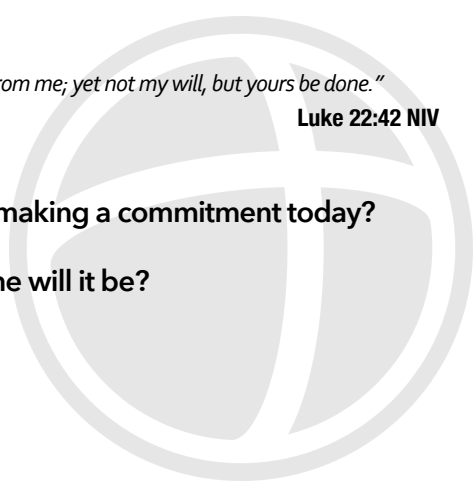 rom me; yet not my will, but yours be done."
Luke 22:42 NIV
making a commitment today?
ne will it be?